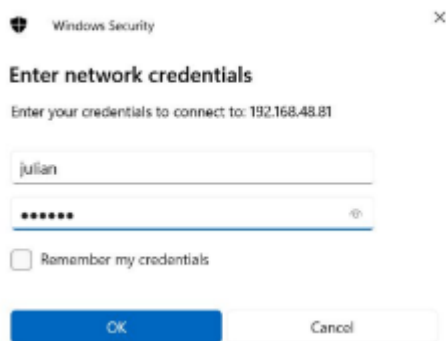 Windows Security
Enter network credentials
Enter your credentials to connect to: 192.168.48.81
julian
●●●●●●
Remember my credentials
OK
Cancel